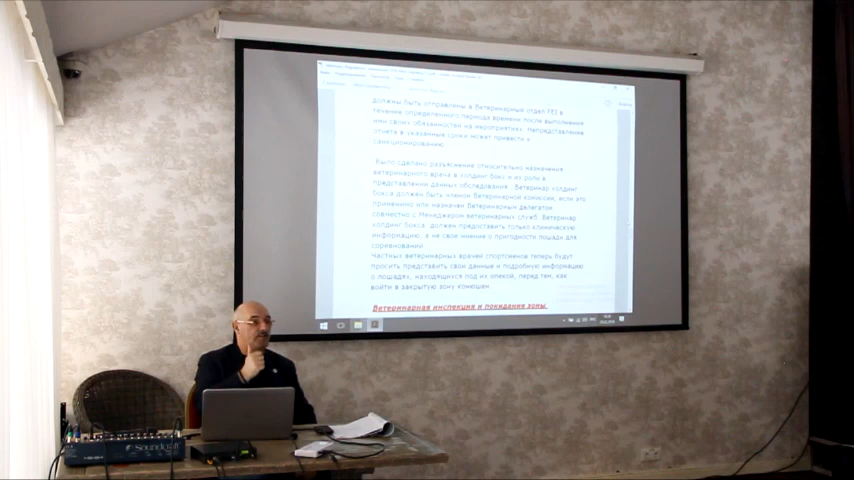 должны быть отправлены в Ветеринарный отдел FEI в
течение определенного периода времени после выполнения
ими своих обязанностей на мероприятиях. Непредставление
отчета в указанные сроки может привести к
санкционированию.
Было сделано разъяснение относительно назначения
ветеринарного врача в холдинг бокс и их роли в
представлении данных обследования. Ветеринар холдинг
бокса должен быть членом Ветеринарной комиссии, если это
применимо или назначен Ветеринарным делегатом
совместно с Менеджером ветеринарных служб. Ветеринар
холдинг бокса должен предоставить только клиническую
информацию, а не свое мнение о пригодности лошади для
соревнований.
Частных ветеринарных врачей спортсменов теперь будут
просить представить свои данные и подробную информацию
о лошадях, находящихся под их опекой, перед тем, как
войти в закрытую зону конюшен.
Ветеринарная инспекция и покидания зоны
Soundcraft